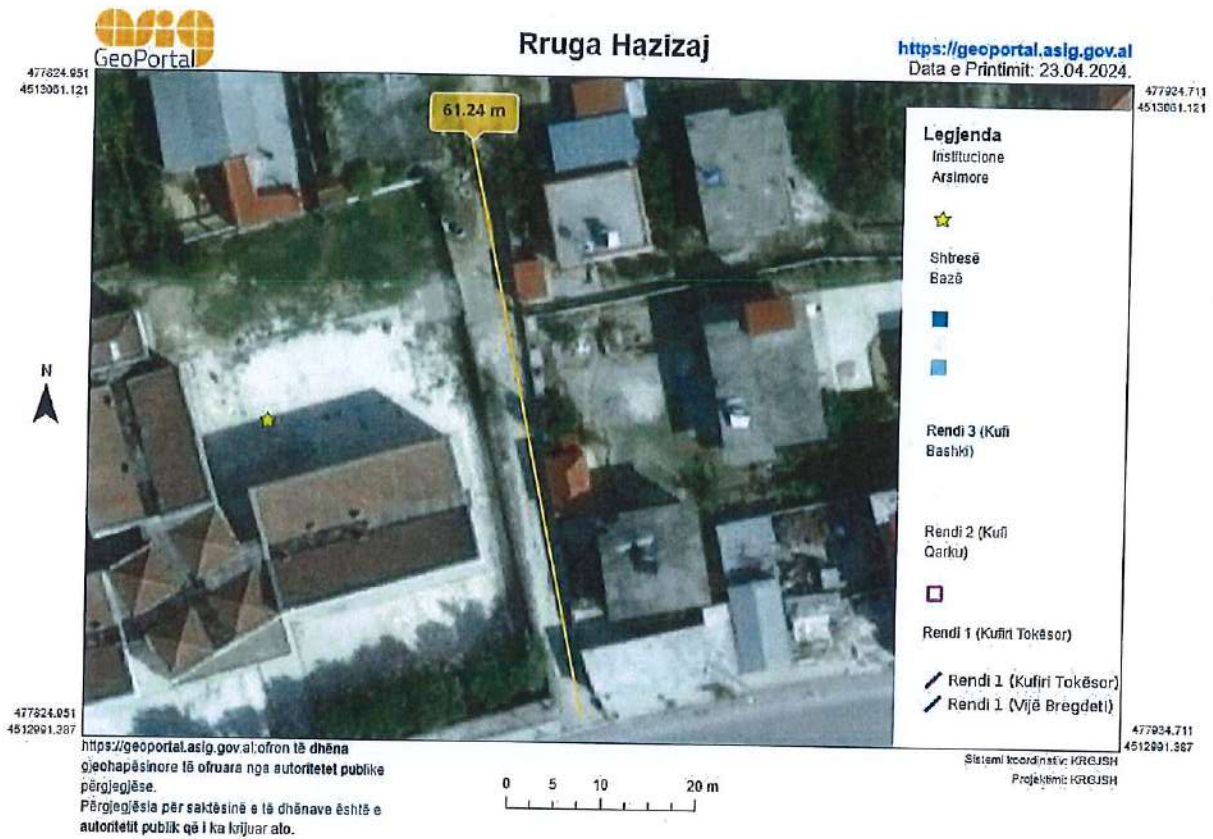 asig
GeoPortal
Rruga Hazizaj
https://geoportal.asig.gov.al
Data e Printimit: 23.04.2024.
477824.951
4513061.121
477924.711
4513061.121
61.24 m
Legjenda
Institucione
Arsimore
Shtresë
Bazë
N
Rendi 3 (Kufi
Bashki)
Rendi 2 (Kufi
Qarku)
Rendi 1 (Kufiri Tokësor)
Rendi 1 (Kufiri Tokësor)
Rendi 1 (Vijë Bregdeti)
477824.951
4512991.387
477934.711
4512991.387
https://geoportal.asig.gov.al ofron të dhëna
gjeohapësinore të ofruara nga autoritetet publike
përgjegjëse.
Përgjegjësia për saktësinë e të dhënave është e
autoritetit publik që i ka krijuar ato.
0 5 10 20 m
Sistemi koordinativ: KRGJSH
Projektimi: KRGJSH